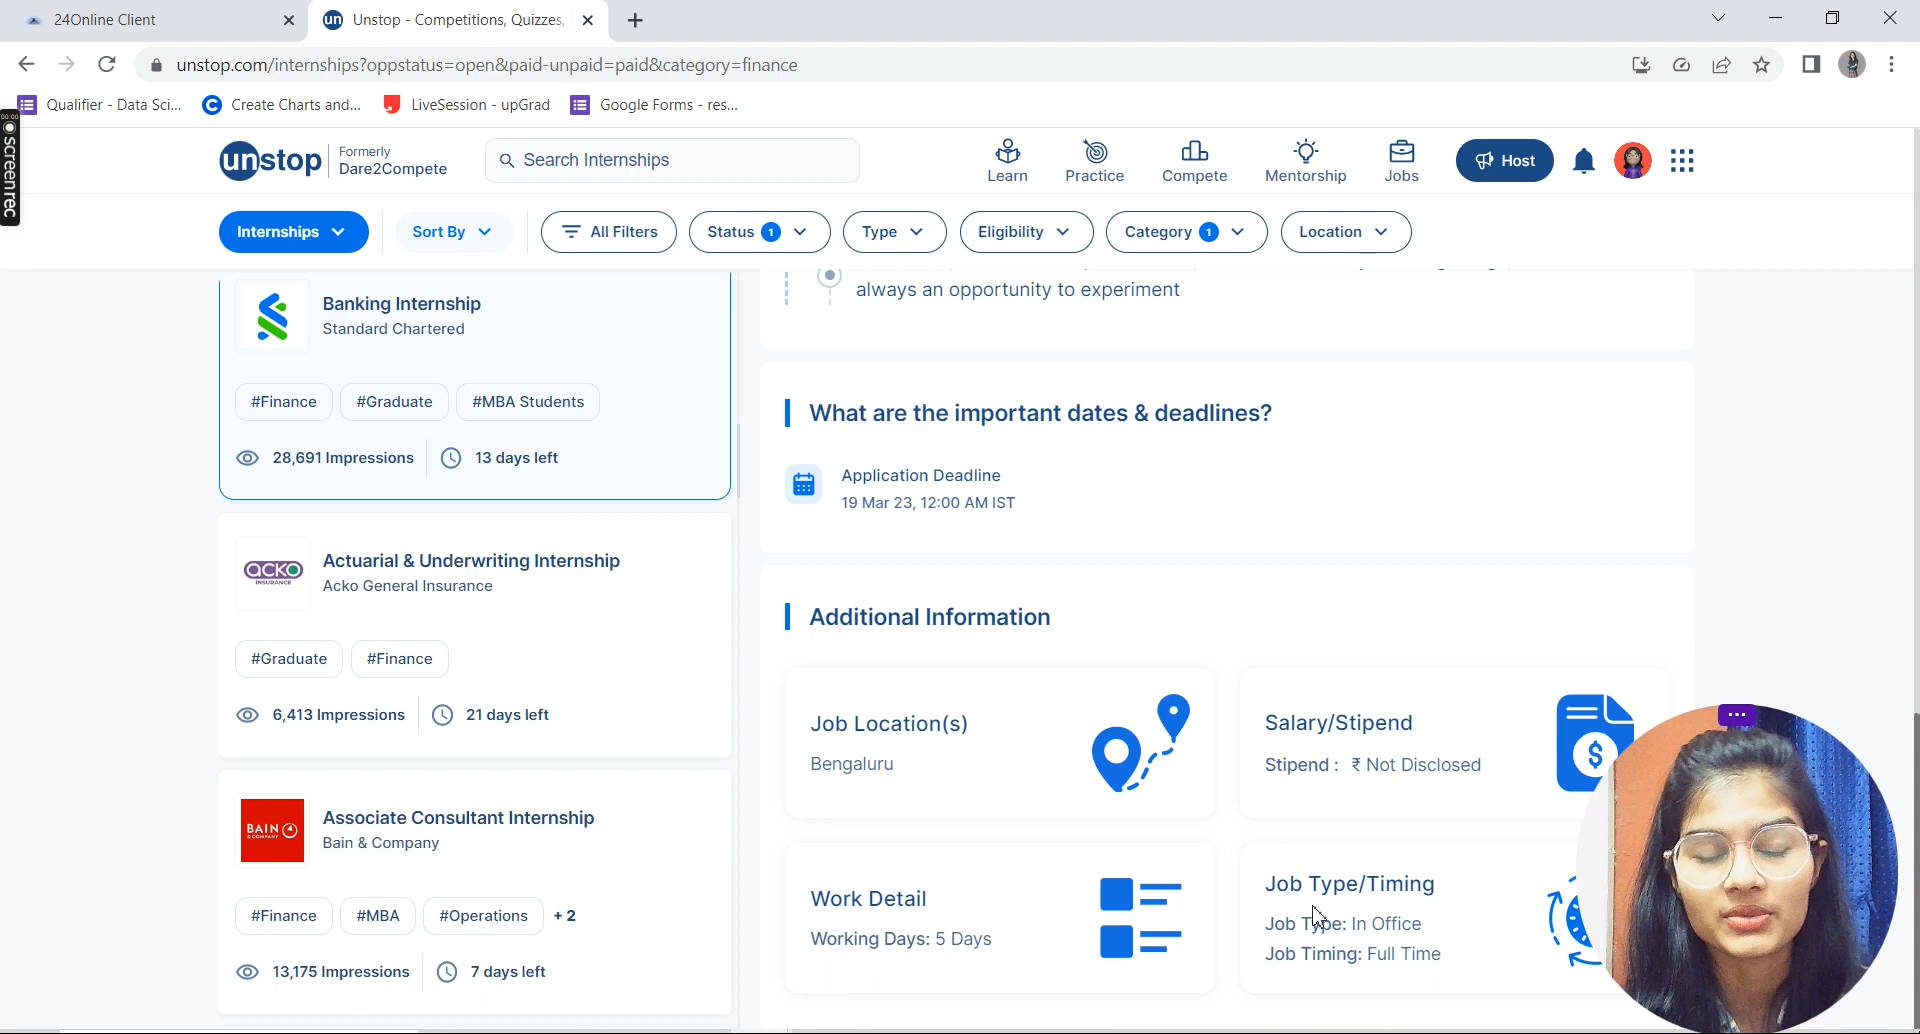 24Online Client
un Unstop - Competitions, Quizzes,
unstop.com/internships?oppstatus=open&paid-unpaid=paid&category=finance
Qualifier - Data Sci...
Create Charts and...
LiveSession - upGrad
Google Forms - res...
00:00
screenrec
unstop
Formerly
Dare2Compete
Search Internships
Learn
Practice
Compete
Mentorship
Jobs
Host
Internships
Sort By
All Filters
Status 1
Type
Eligibility
Category 1
Location
Banking Internship
Standard Chartered
#Finance
#Graduate
#MBA Students
28,691 Impressions
13 days left
acko
INSURANCE
Actuarial & Underwriting Internship
Acko General Insurance
#Graduate
#Finance
6,413 Impressions
21 days left
BAIN
& COMPANY
Associate Consultant Internship
Bain & Company
#Finance
#MBA
#Operations
+ 2
13,175 Impressions
7 days left
always an opportunity to experiment
What are the important dates & deadlines?
Application Deadline
19 Mar 23, 12:00 AM IST
Additional Information
Job Location(s)
Bengaluru
Salary/Stipend
Stipend : ₹ Not Disclosed
$
Work Detail
Working Days: 5 Days
Job Type/Timing
Job Type: In Office
Job Timing: Full Time